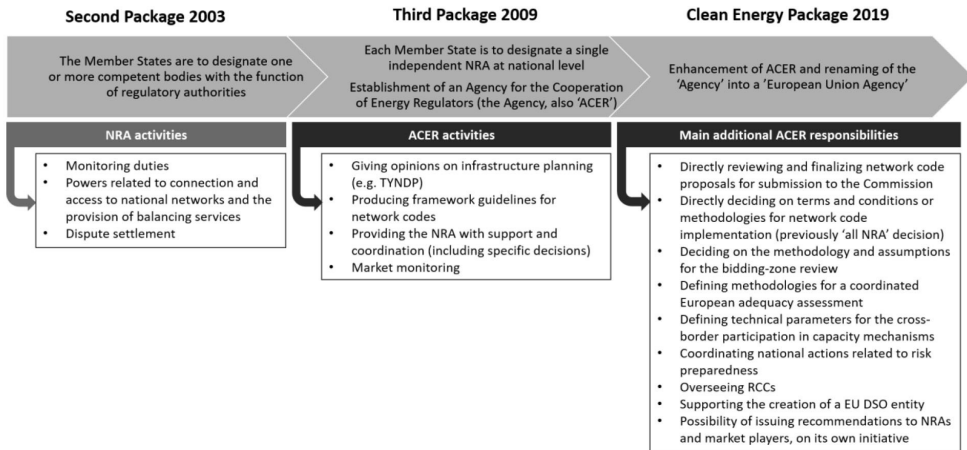 Second Package 2003
The Member States are to designate one
or more competent bodies with the function
of regulatory authorities
NRA activities
• Monitoring duties
• Powers related to connection and
access to national networks and the
provision of balancing services
• Dispute settlement
Third Package 2009
Each Member State is to designate a single
independent NRA at national level
Establishment of an Agency for the Cooperation
of Energy Regulators (the Agency, also ‘ACER’)
ACER activities
• Giving opinions on infrastructure planning
(e.g. TYNDP)
• Producing framework guidelines for
network codes
• Providing the NRA with support and
coordination (including specific decisions)
• Market monitoring
Clean Energy Package 2019
Enhancement of ACER and renaming of the
‘Agency’ into a ’European Union Agency’
Main additional ACER responsibilities
• Directly reviewing and finalizing network code
proposals for submission to the Commission
• Directly deciding on terms and conditions or
methodologies for network code
implementation (previously ‘all NRA’ decision)
• Deciding on the methodology and assumptions
for the bidding-zone review
• Defining methodologies for a coordinated
European adequacy assessment
• Defining technical parameters for the cross-
border participation in capacity mechanisms
• Coordinating national actions related to risk
preparedness
• Overseeing RCCs
• Supporting the creation of a EU DSO entity
• Possibility of issuing recommendations to NRAs
and market players, on its own initiative